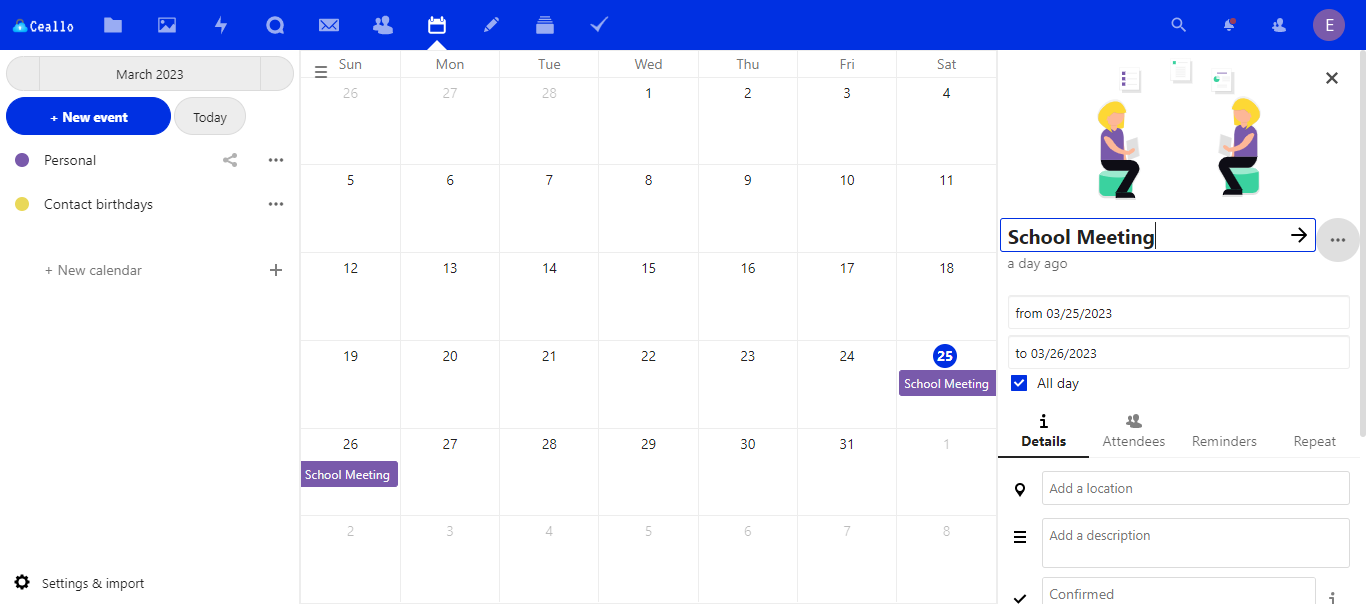 Ceallo
E
March 2023
+ New event
Today
Personal
Contact birthdays
+ New calendar
Settings & import
Sun Mon Tue Wed Thu Fri Sat
26 27 28 1 2 3 4
5 6 7 8 9 10 11
12 13 14 15 16 17 18
19 20 21 22 23 24 25
School Meeting
26 27 28 29 30 31 1
School Meeting
2 3 4 5 6 7 8
School Meeting
a day ago
from 03/25/2023
to 03/26/2023
All day
Details Attendees Reminders Repeat
Add a location
Add a description
Confirmed